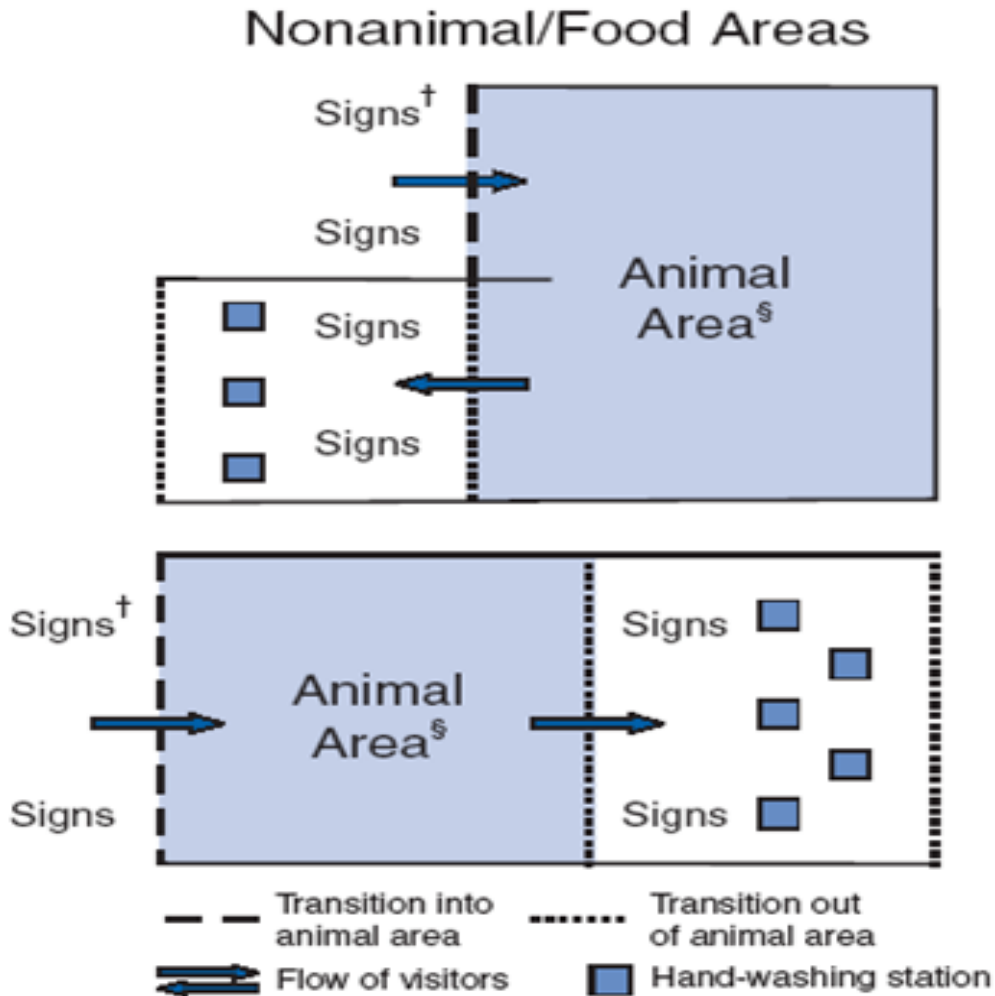 Nonanimal/Food Areas
Signs†
Signs
Animal
Area§
Signs
Signs
Signs†
Signs
Animal
Area§
Signs
Signs
Transition into
animal area
Transition out
of animal area
Flow of visitors
Hand-washing station